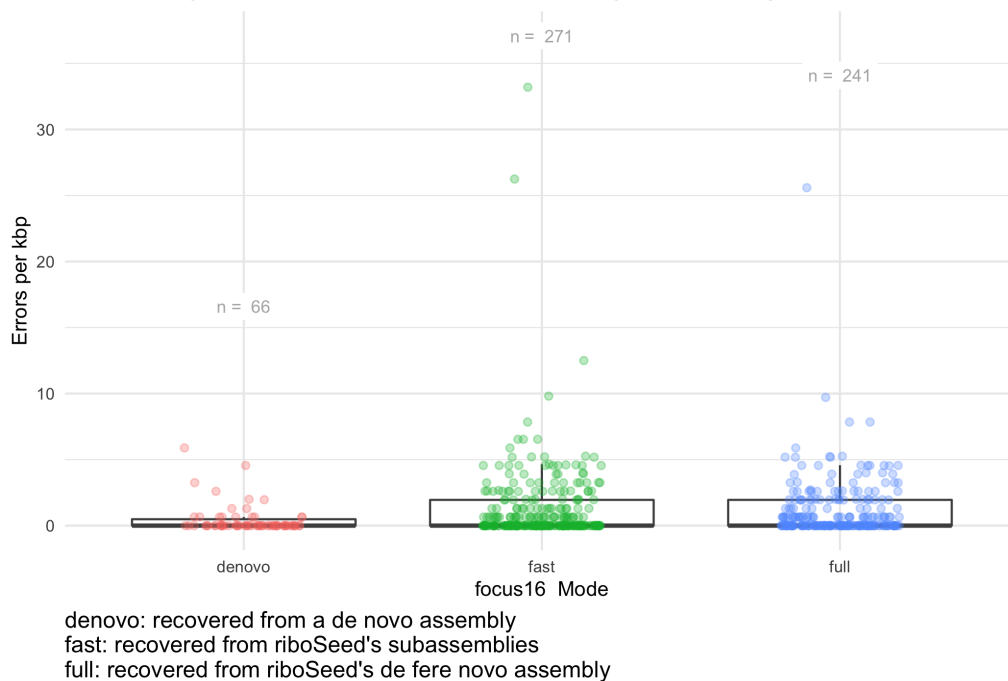 n = 271
n = 241
30
Errors per kbp
20
n = 66
10
0
denovo fast full
focus16 Mode
denovo: recovered from a de novo assembly
fast: recovered from riboSeed's subassemblies
full: recovered from riboSeed's de fere novo assembly